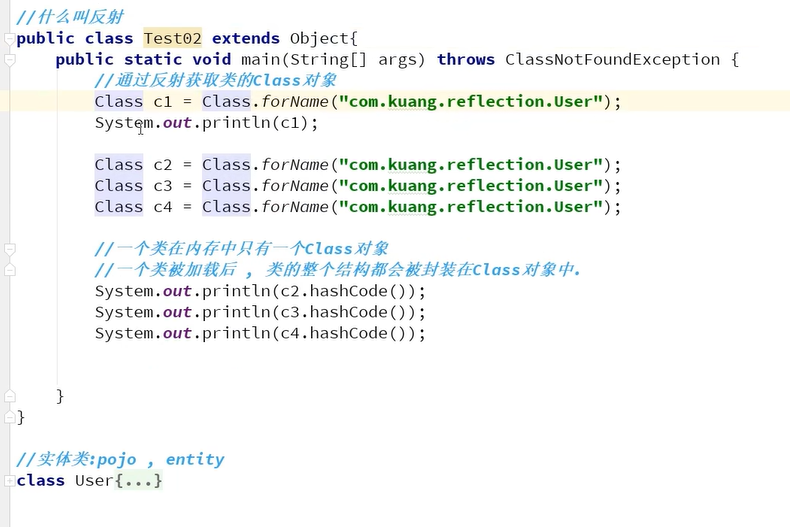 //什么叫反射
public class Test02 extends Object{
public static void main(String[] args) throws ClassNotFoundException {
//通过反射获取类的Class对象
Class c1 = Class.forName("com.kuang.reflection.User");
System.out.println(c1);
Class c2 = Class.forName("com.kuang.reflection.User");
Class c3 = Class.forName("com.kuang.reflection.User");
Class c4 = Class.forName("com.kuang.reflection.User");
//一个类在内存中只有一个Class对象
//一个类被加载后 , 类的整个结构都会被封装在Class对象中.
System.out.println(c2.hashCode());
System.out.println(c3.hashCode());
System.out.println(c4.hashCode());
}
}
//实体类:pojo , entity
class User{...}